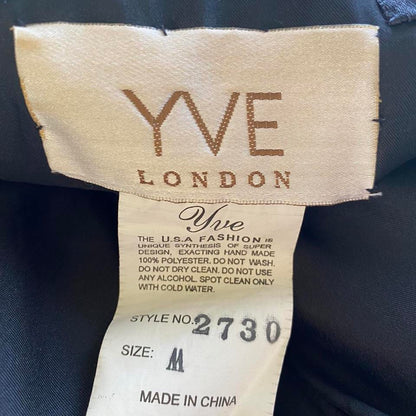 YVE
LONDON
Yve
THE U.S.A FASHION IS
UNIQUE SYNTHESIS OF SUPER
DESIGN, EXACTING HAND MADE
100% POLYESTER. DO NOT WASH.
DO NOT DRY CLEAN. DO NOT USE
ANY ALCOHOL. SPOT CLEAN ONLY
WITH COLD WATER.
STYLE NO. 2730
SIZE: M
MADE IN CHINA